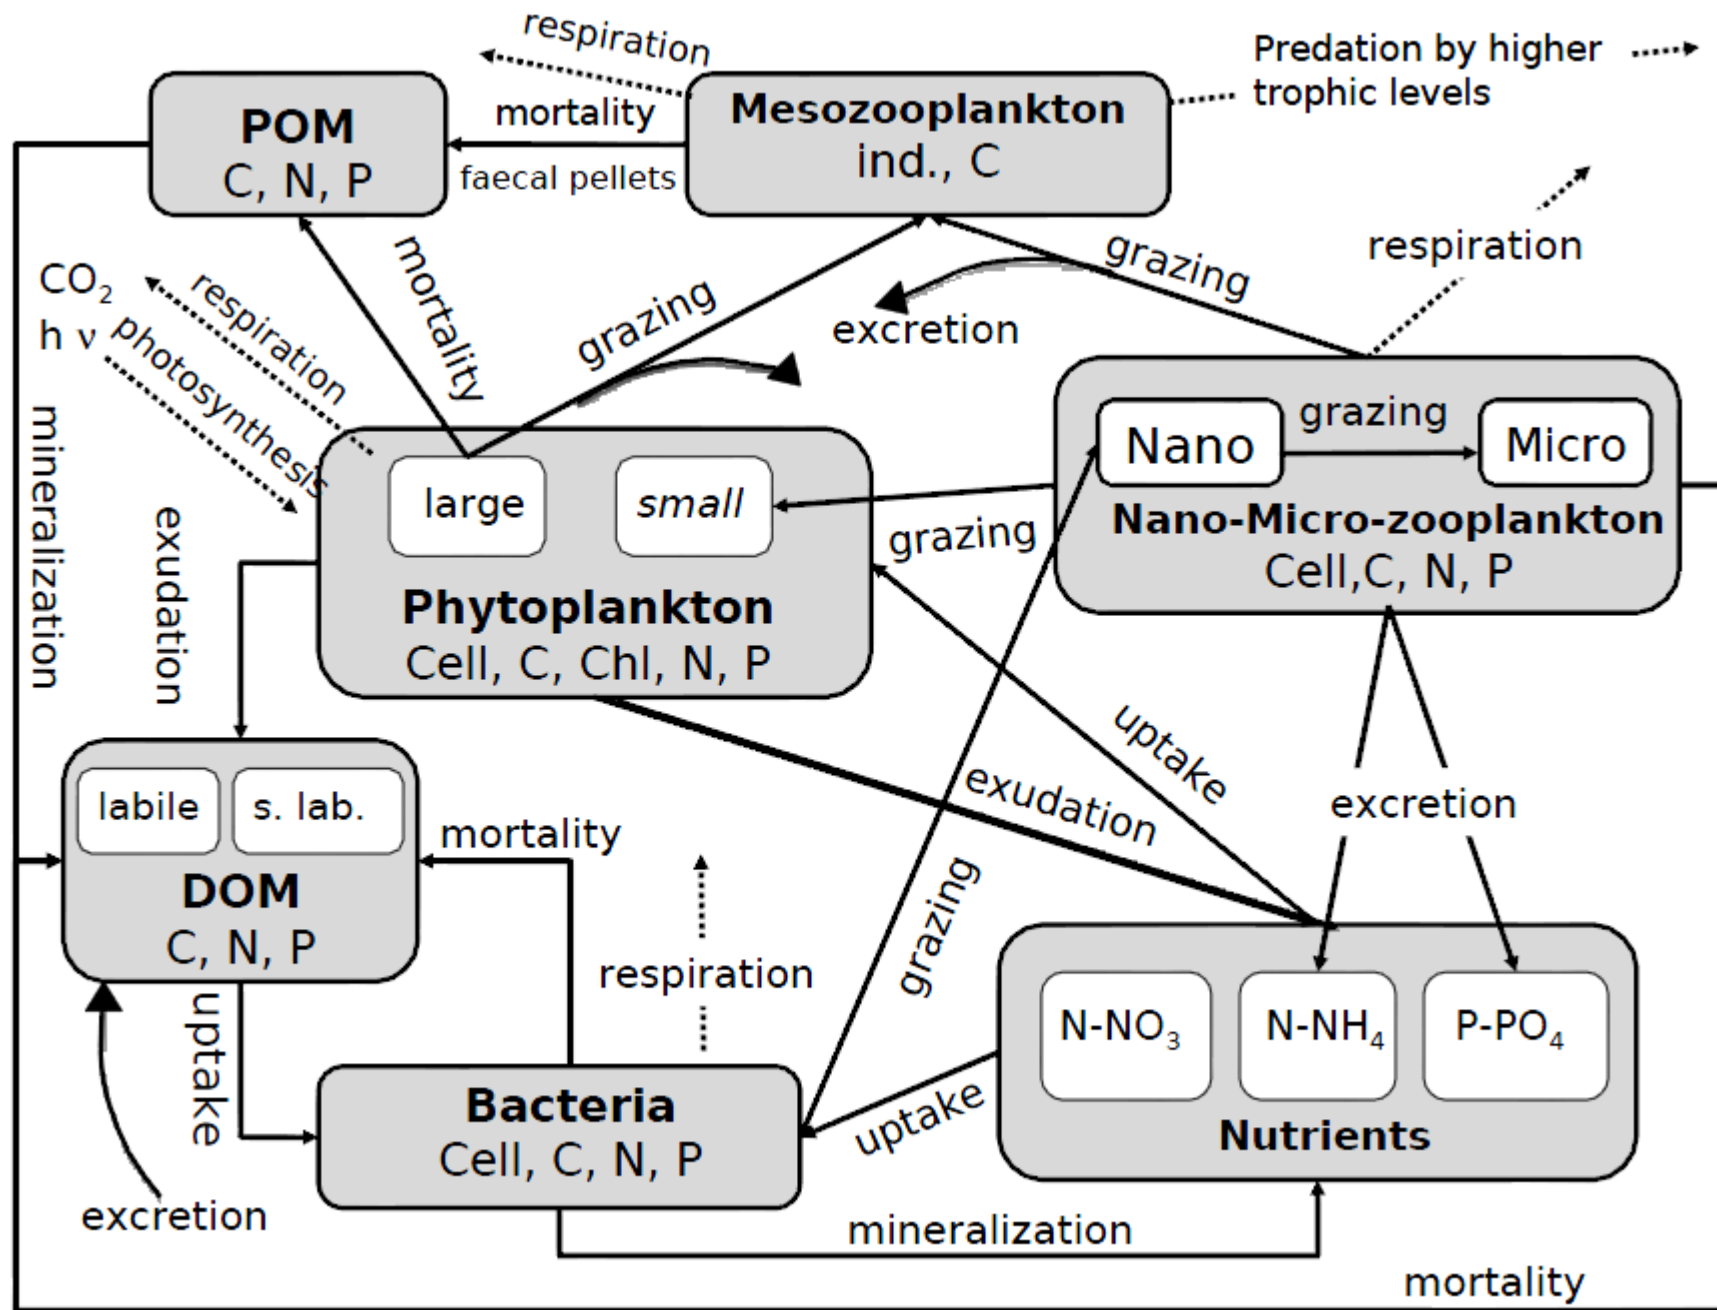 respiration
Predation by higher
trophic levels
POM
C, N, P
mortality
faecal pellets
Mesozooplankton
ind., C
CO₂
h ν
respiration
photosynthesis
mortality
grazing
excretion
grazing
respiration
mineralization
exudation
large
small
Phytoplankton
Cell, C, Chl, N, P
grazing
Nano
grazing
Micro
Nano-Micro-zooplankton
Cell,C, N, P
uptake
exudation
excretion
labile
s. lab.
DOM
C, N, P
mortality
respiration
grazing
uptake
N-NO₃
N-NH₄
P-PO₄
Nutrients
uptake
Bacteria
Cell, C, N, P
excretion
mineralization
mortality